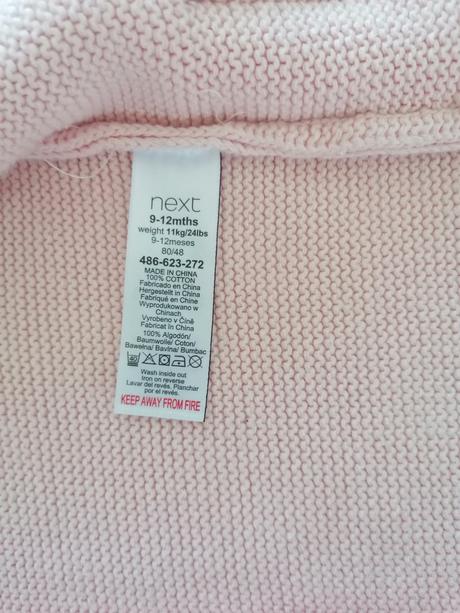 next
9-12mths
weight 11kg/24lbs
9-12meses
80/48
486-623-272
MADE IN CHINA
100% COTTON
Fabricado en China
Hergestellt in China
Fabriqué en Chine
Wyprodukowano w
Chinach
Vyrobeno v Číně
Fabricat în China
100% Algodón/
Baumwolle/ Coton/
Bawełna/ Bavlna/ Bumbac
40
Wash inside out
Iron on reverse
Lavar del revés. Planchar
por el revés.
KEEP AWAY FROM FIRE